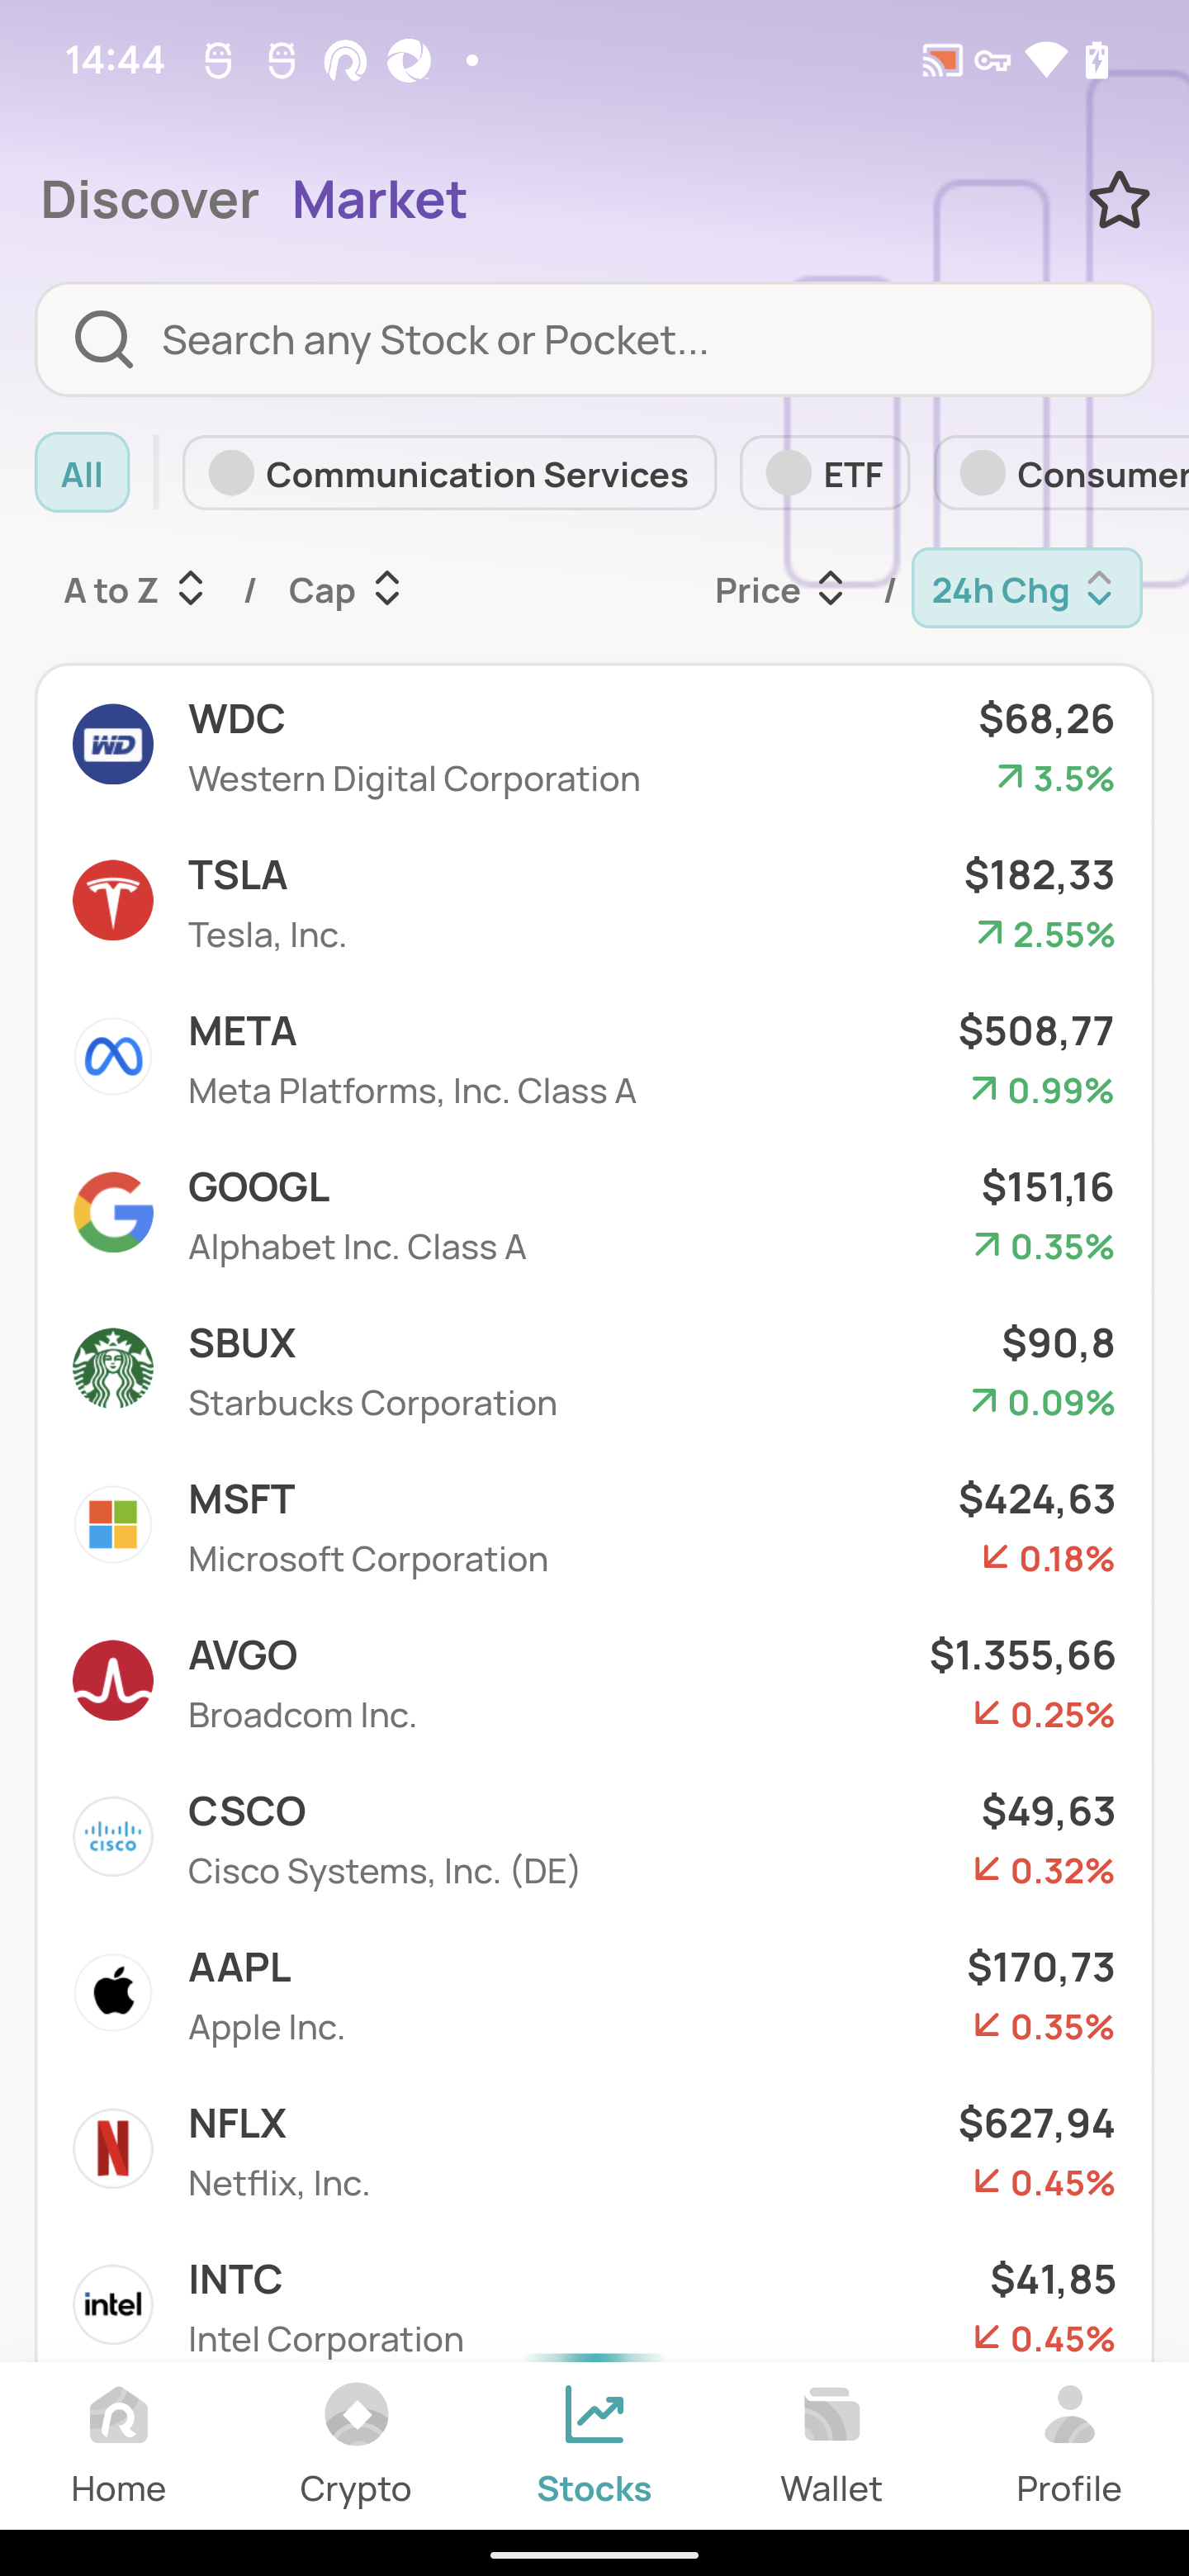 14:44
Discover Market
Search any Stock or Pocket...
All Communication Services ETF Consumer
A to Z / Cap Price / 24h Chg
WD WDC $68,26
Western Digital Corporation 3.5%
TSLA $182,33
Tesla, Inc. 2.55%
META $508,77
Meta Platforms, Inc. Class A 0.99%
GOOGL $151,16
Alphabet Inc. Class A 0.35%
SBUX $90,8
Starbucks Corporation 0.09%
MSFT $424,63
Microsoft Corporation 0.18%
AVGO $1.355,66
Broadcom Inc. 0.25%
CSCO $49,63
CISCO Cisco Systems, Inc. (DE) 0.32%
AAPL $170,73
Apple Inc. 0.35%
NFLX $627,94
Netflix, Inc. 0.45%
INTC $41,85
intel Intel Corporation 0.45%
Home Crypto Stocks Wallet Profile